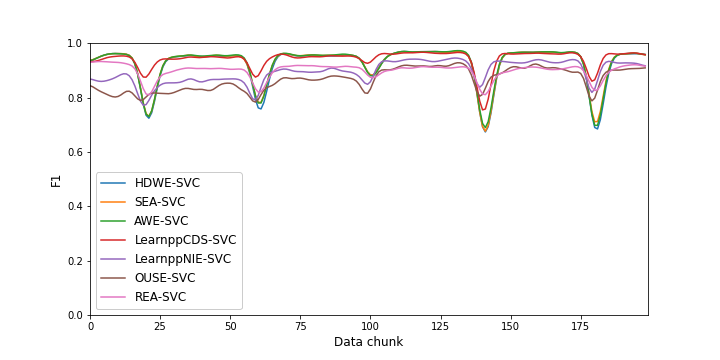 1.0
0.8
0.6
0.4
0.2
0.0
F1
HDWE-SVC
SEA-SVC
AWE-SVC
LearnppCDS-SVC
LearnppNIE-SVC
OUSE-SVC
REA-SVC
0 25 50 75 100 125 150 175
Data chunk